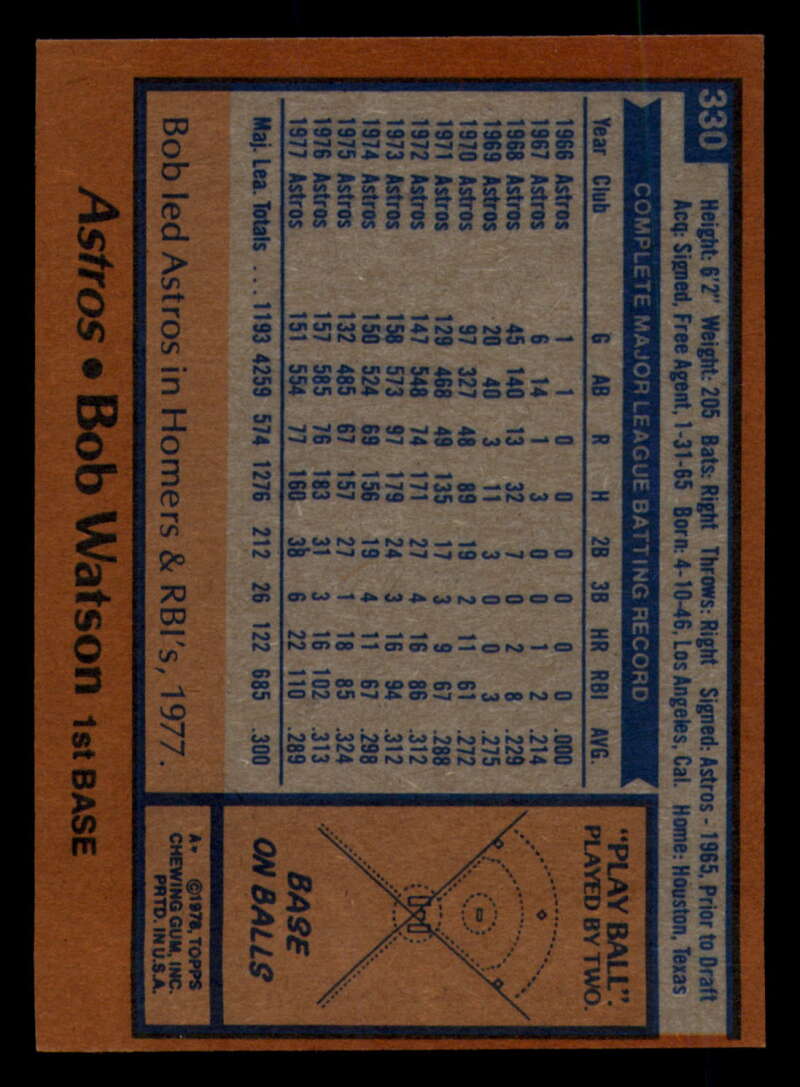 330
Height: 6'2" Weight: 205 Bats: Right Throws: Right Signed: Astros - 1965, Prior to Draft
Acq: Signed, Free Agent, 1-31-65 Born: 4-10-46, Los Angeles, Cal. Home: Houston, Texas
COMPLETE MAJOR LEAGUE BATTING RECORD
Year Club G AB R H 2B 3B HR RBI AVG.
1966 Astros 1 1 0 0 0 0 0 0 .000
1967 Astros 6 14 1 3 0 0 1 2 .214
1968 Astros 45 140 13 32 7 0 2 8 .229
1969 Astros 20 40 3 11 3 0 0 3 .275
1970 Astros 97 327 48 89 19 2 11 61 .272
1971 Astros 129 468 49 135 17 3 9 67 .288
1972 Astros 147 548 74 171 27 4 16 86 .312
1973 Astros 158 573 97 179 24 3 16 94 .312
1974 Astros 150 524 69 156 19 4 11 67 .298
1975 Astros 132 485 67 157 27 1 18 85 .324
1976 Astros 157 585 76 183 31 3 16 102 .313
1977 Astros 151 554 77 160 38 6 22 110 .289
Maj. Lea. Totals ... 1193 4259 574 1276 212 26 122 685 .300
Bob led Astros in Homers & RBI's, 1977.
"PLAY BALL".
PLAYED BY TWO.
BASE
ON BALLS
A* ©1978, TOPPS
CHEWING GUM, INC.
PRTD. IN U.S.A.
Astros • Bob Watson 1st BASE